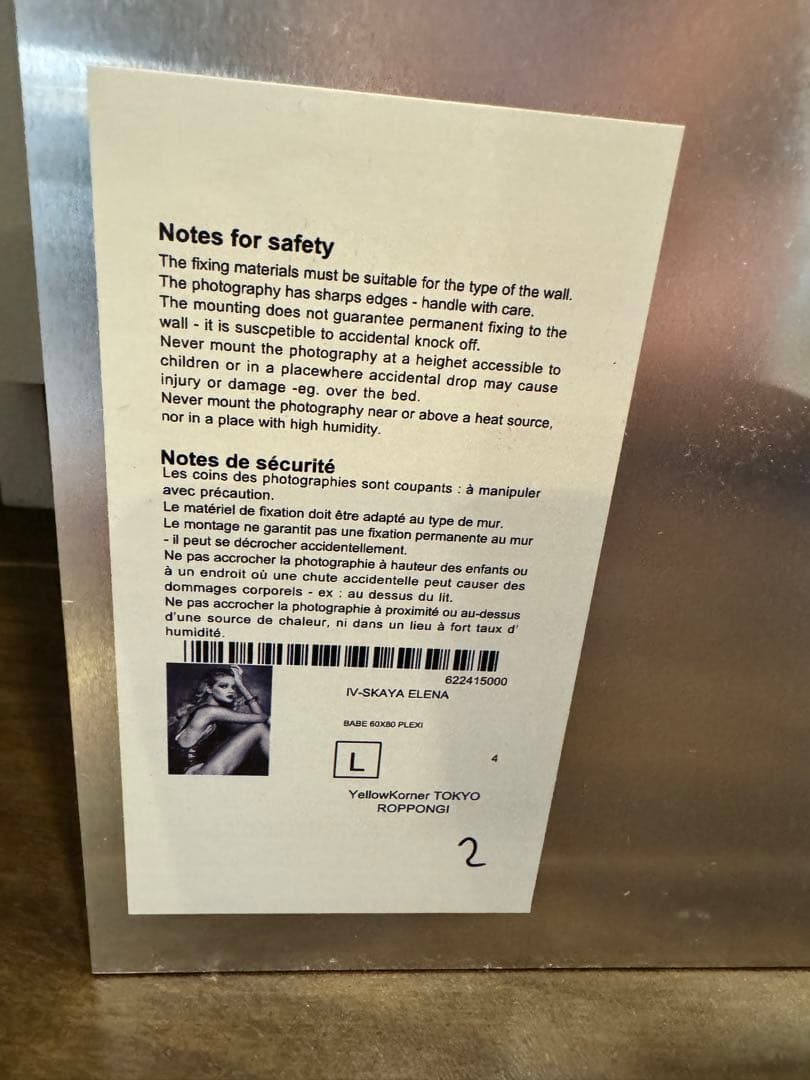 Notes for safety
The fixing materials must be suitable for the type of the wall.
The photography has sharps edges - handle with care.
The mounting does not guarantee permanent fixing to the
wall - it is suscpetible to accidental knock off.
Never mount the photography at a heighet accessible to
children or in a placewhere accidental drop may cause
injury or damage -eg. over the bed.
Never mount the photography near or above a heat source,
nor in a place with high humidity.
Notes de sécurité
Les coins des photographies sont coupants : à manipuler
avec précaution.
Le matériel de fixation doit être adapté au type de mur.
Le montage ne garantit pas une fixation permanente au mur
- il peut se décrocher accidentellement.
Ne pas accrocher la photographie à hauteur des enfants ou
à un endroit où une chute accidentelle peut causer des
dommages corporels - ex : au dessus du lit.
Ne pas accrocher la photographie à proximité ou au-dessus
d'une source de chaleur, ni dans un lieu à fort taux d'
humidité.
622415000
IV-SKAYA ELENA
BABE 60X80 PLEXI
L
4
YellowKorner TOKYO
ROPPONGI
2